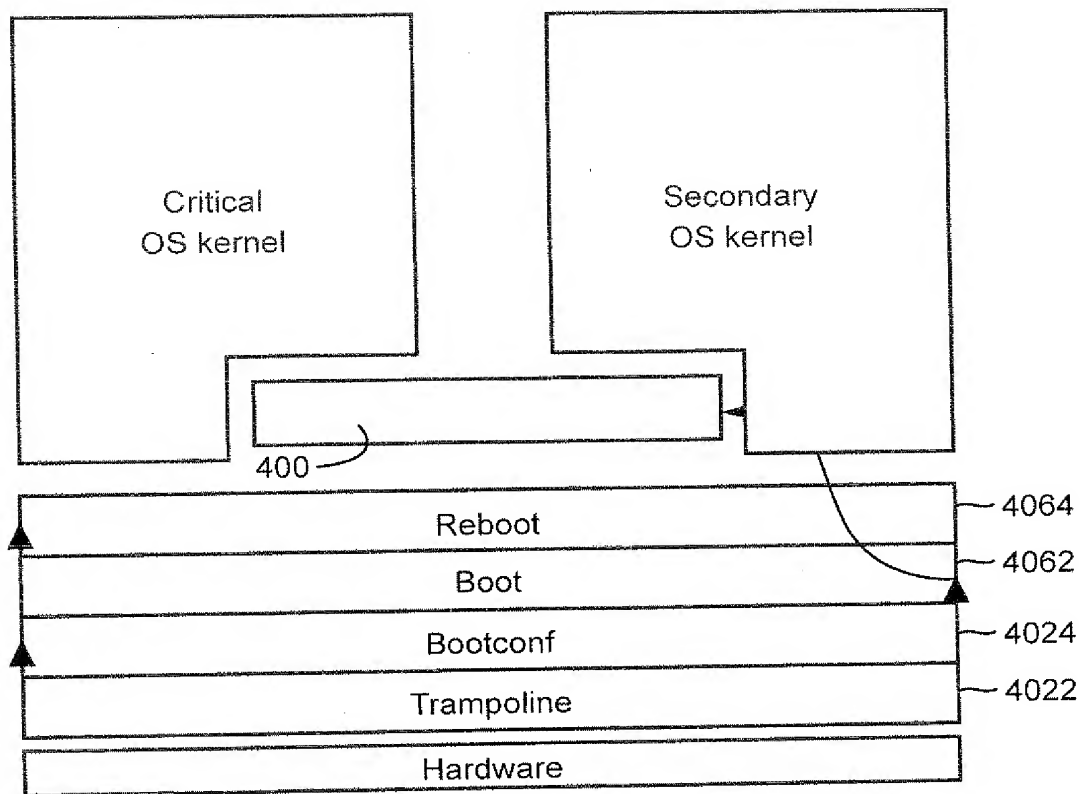 Critical
OS kernel
Secondary
OS kernel
400
Reboot
4064
Boot
4062
Bootconf
4024
Trampoline
4022
Hardware